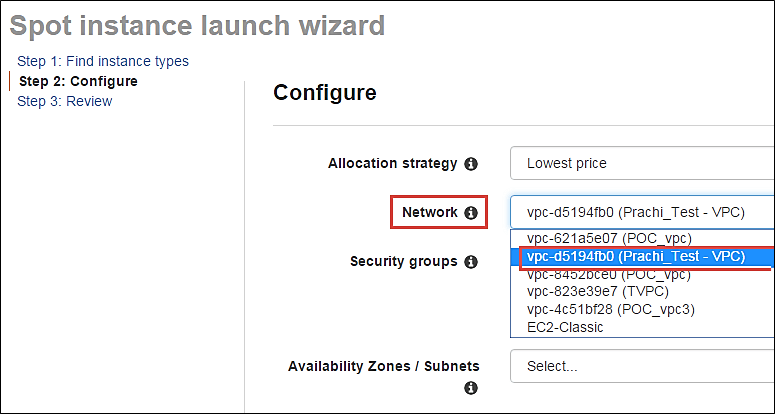 Spot instance launch wizard
Step 1: Find instance types
Step 2: Configure
Step 3: Review
Configure
Allocation strategy
Lowest price
Network
vpc-d5194fb0 (Prachi_Test - VPC)
vpc-621a5e07 (POC_vpc)
vpc-d5194fb0 (Prachi_Test - VPC)
Security groups
vpc-8452bce0 (POC_vpc)
vpc-823e39e7 (TVPC)
vpc-4c51bf28 (POC_vpc3)
EC2-Classic
Availability Zones / Subnets
Select...